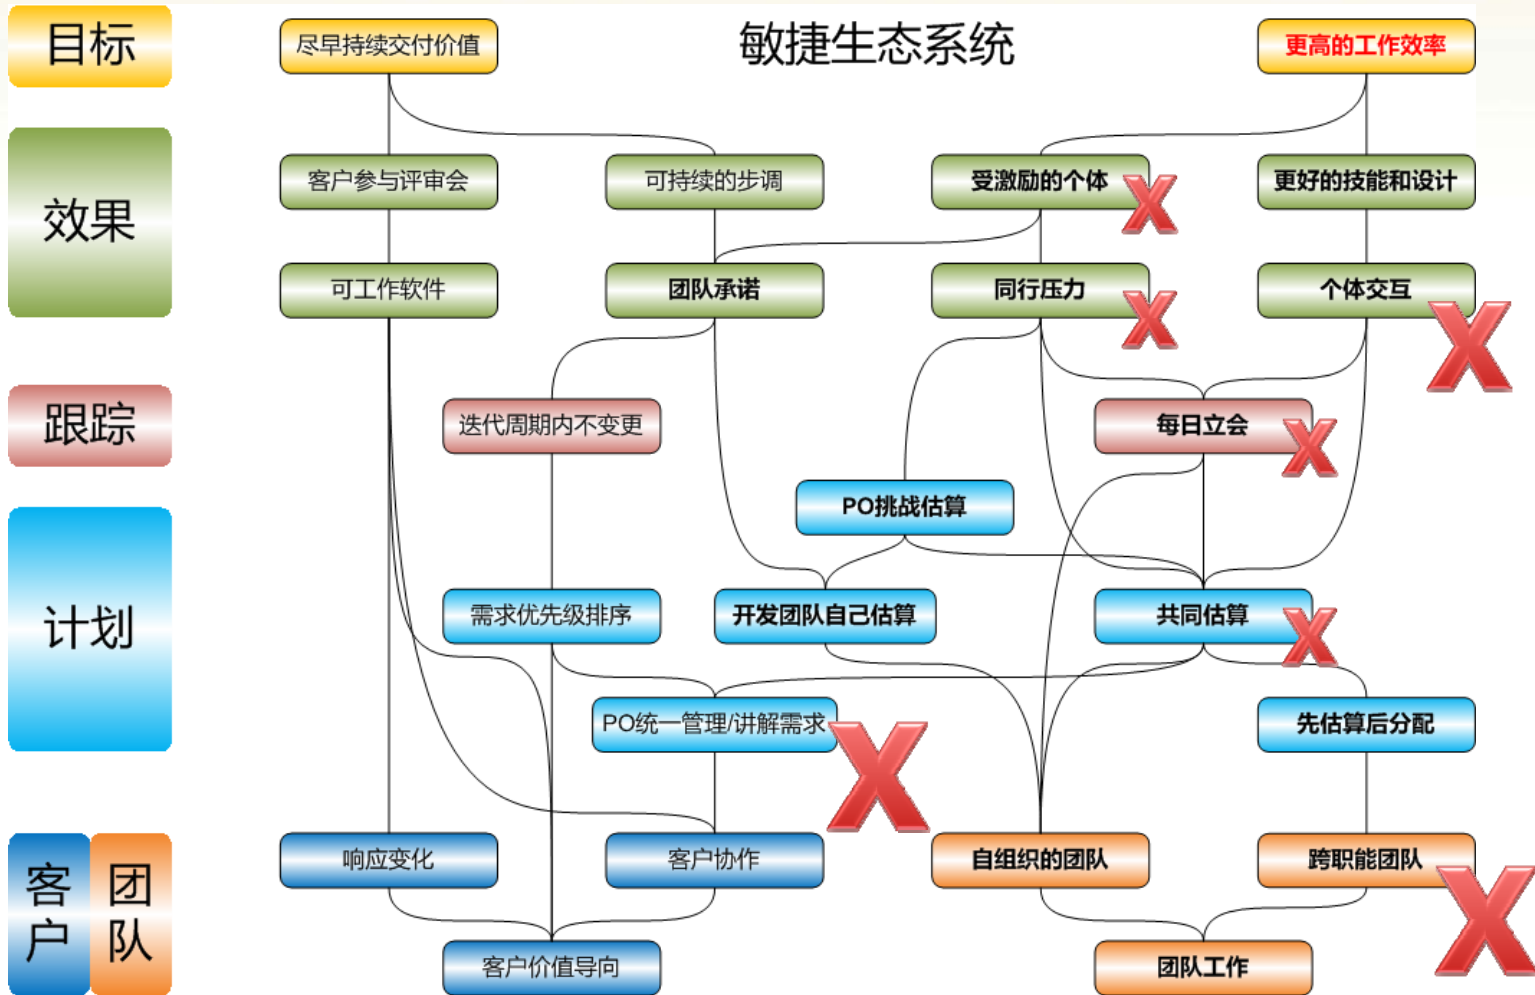 目标
尽早持续交付价值
敏捷生态系统
更高的工作效率
效果
客户参与评审会
可持续的步调
受激励的个体
更好的技能和设计
可工作软件
团队承诺
同行压力
个体交互
跟踪
迭代周期内不变更
每日立会
PO挑战估算
计划
需求优先级排序
开发团队自己估算
共同估算
PO统一管理/讲解需求
先估算后分配
客户
团队
响应变化
客户协作
自组织的团队
跨职能团队
客户价值导向
团队工作